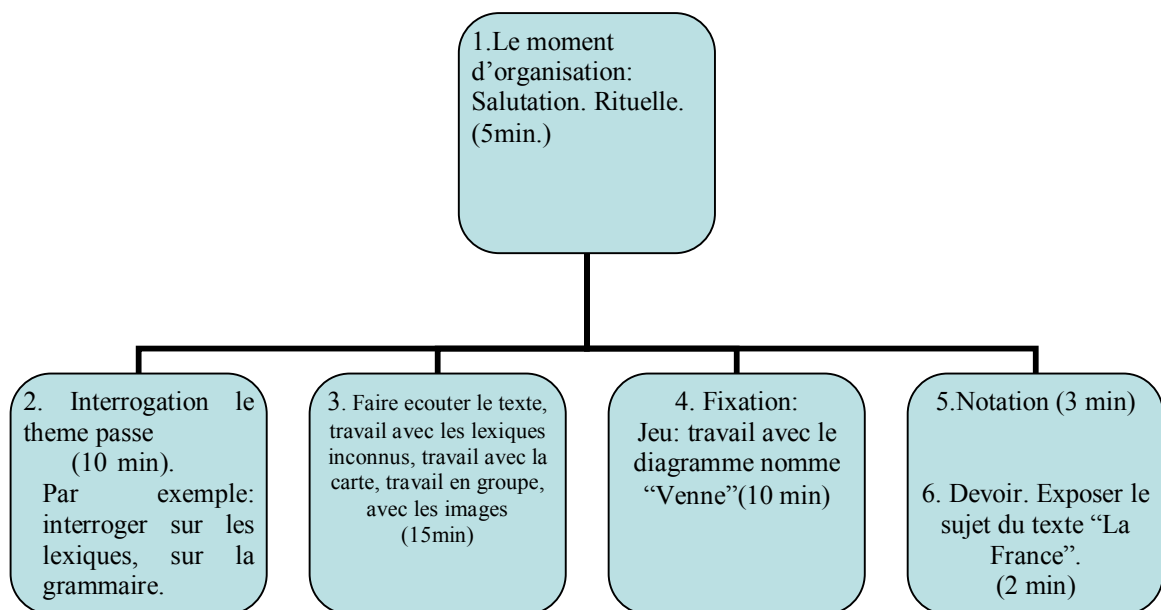 1.Le moment
d’organisation:
Salutation. Rituelle.
(5min.)
2. Interrogation le
theme passe
(10 min).
Par exemple:
interroger sur les
lexiques, sur la
grammaire.
3. Faire ecouter le texte,
travail avec les lexiques
inconnus, travail avec la
carte, travail en groupe,
avec les images
(15min)
4. Fixation:
Jeu: travail avec le
diagramme nomme
“Venne”(10 min)
5.Notation (3 min)
6. Devoir. Exposer le
sujet du texte “La
France”.
(2 min)